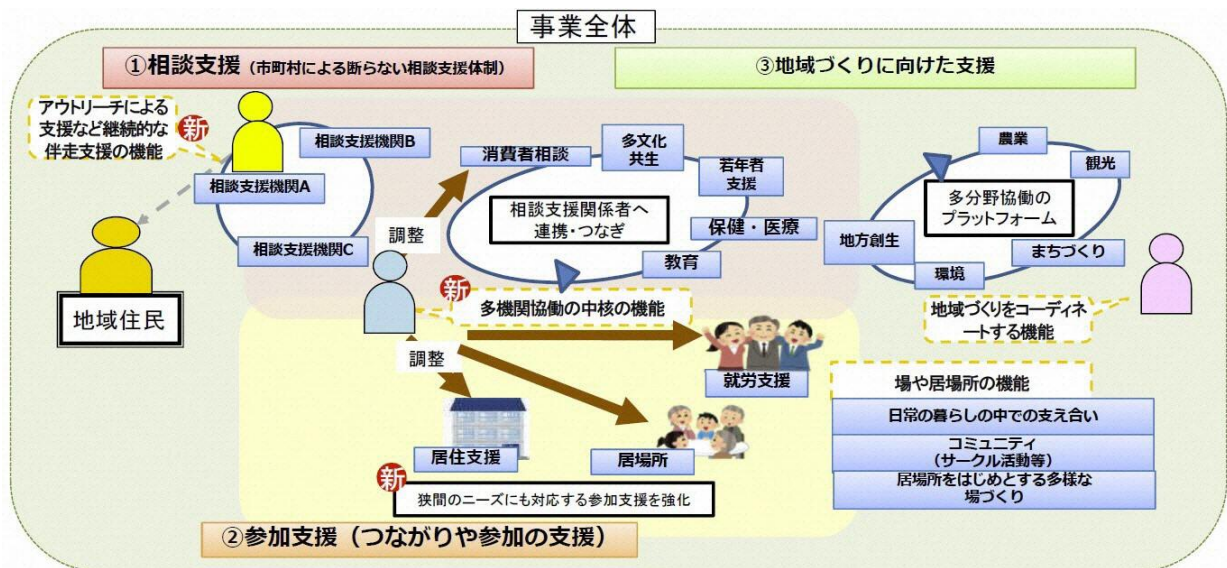 事業全体
①相談支援（市町村による断らない相談支援体制）
③地域づくりに向けた支援
アウトリーチによる
支援など継続的な
伴走支援の機能
新
相談支援機関B
相談支援機関A
相談支援機関C
地域住民
消費者相談
多文化
共生
若年者
支援
相談支援関係者へ
連携・つなぎ
保健・医療
教育
調整
新
多機関協働の中核の機能
農業
観光
多分野協働の
プラットフォーム
地方創生
まちづくり
環境
地域づくりをコーディネ
ートする機能
調整
就労支援
居住支援
居場所
新
狭間のニーズにも対応する参加支援を強化
場や居場所の機能
日常の暮らしの中での支え合い
コミュニティ
（サークル活動等）
居場所をはじめとする多様な
場づくり
②参加支援（つながりや参加の支援）